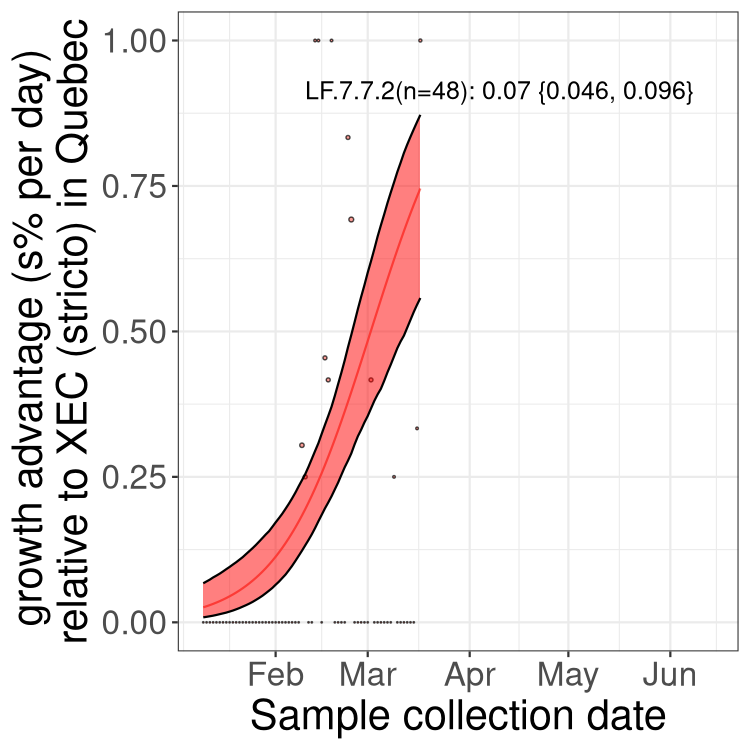 growth advantage (s% per day)
relative to XEC (stricto) in Quebec
1.00
0.75
0.50
0.25
0.00
LF.7.7.2(n=48): 0.07 {0.046, 0.096}
Feb Mar Apr May Jun
Sample collection date